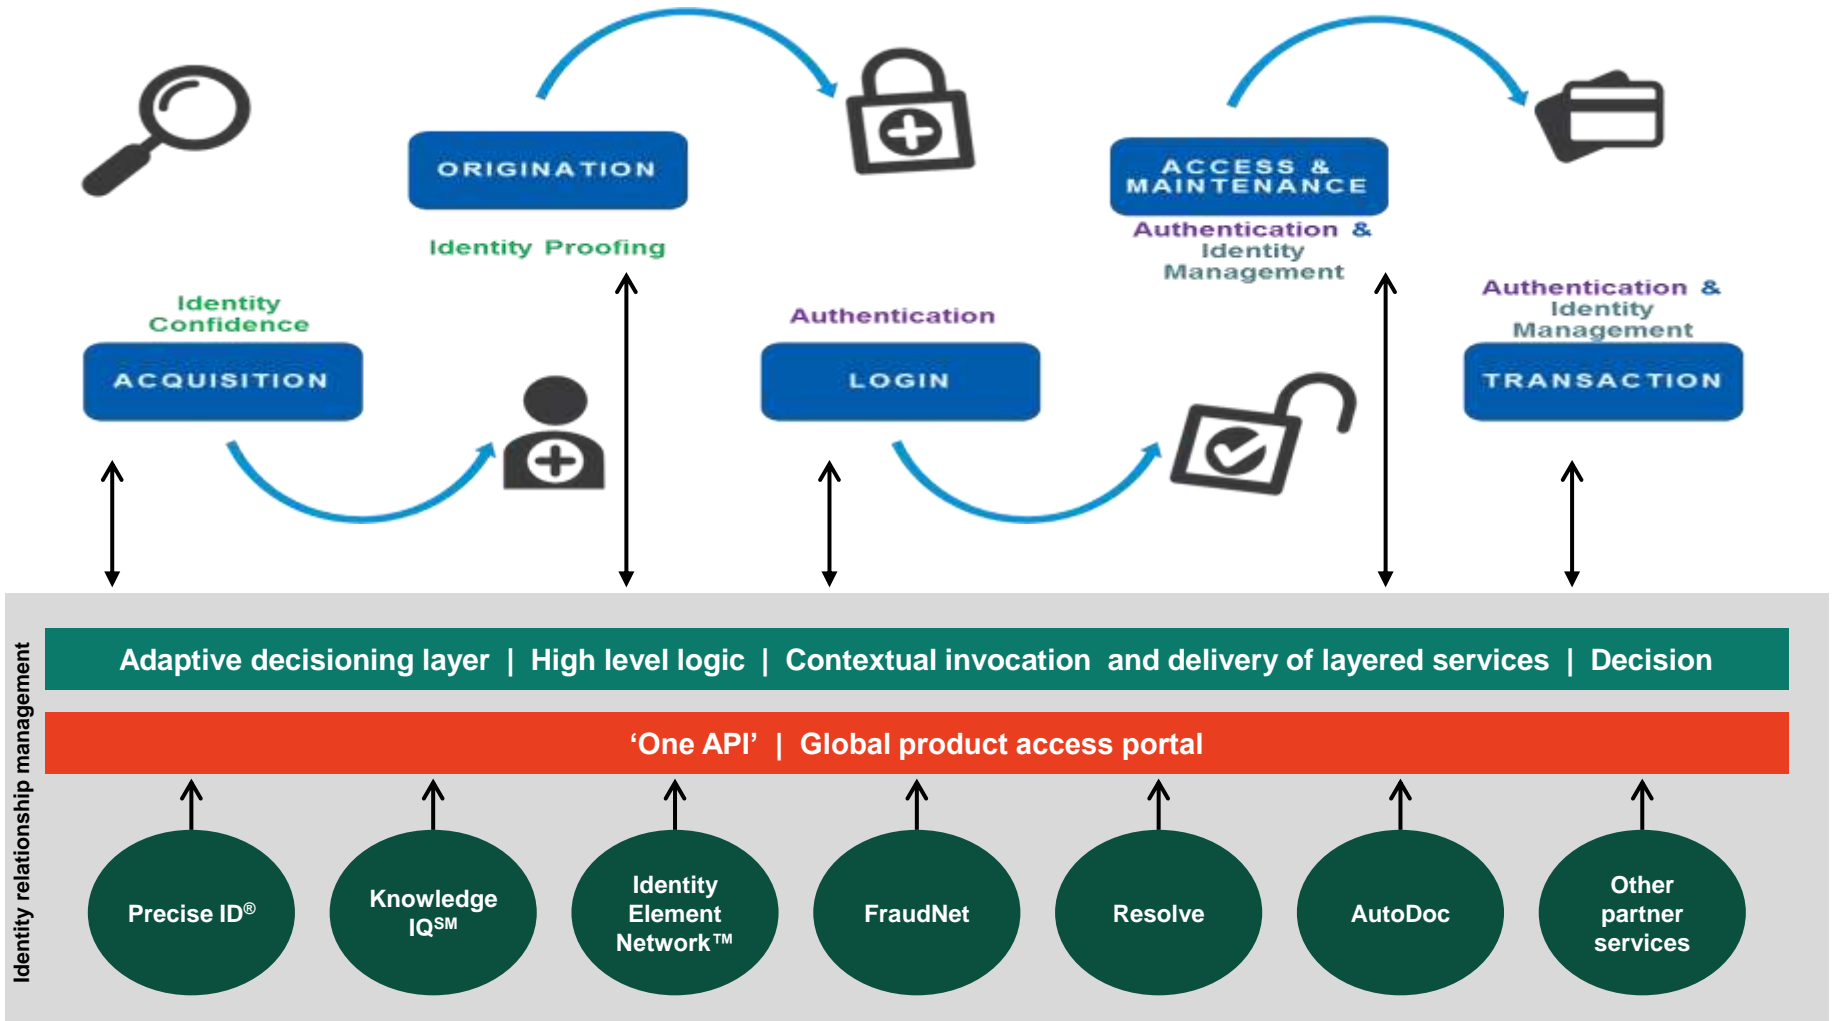 ORIGINATION
Identity Proofing
ACCESS &
MAINTENANCE
Authentication &
Identity
Management
Identity
Confidence
ACQUISITION
Authentication
LOGIN
Authentication &
Identity
Management
TRANSACTION
Identity relationship management
Adaptive decisioning layer | High level logic | Contextual invocation and delivery of layered services | Decision
‘One API’ | Global product access portal
Precise ID®
Knowledge
IQSM
Identity
Element
Network™
FraudNet
Resolve
AutoDoc
Other
partner
services